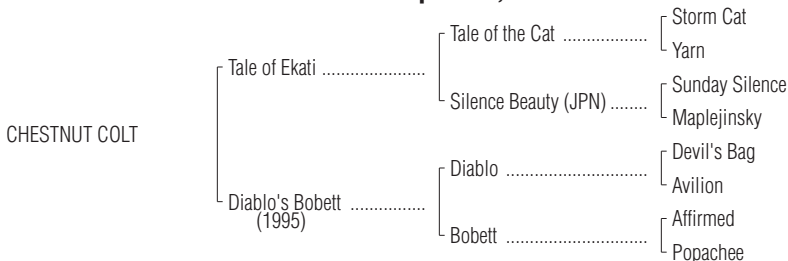 Storm Cat
Tale of the Cat ..................
Yarn
Tale of Ekati ......................
Sunday Silence
Silence Beauty (JPN) ........
Maplejinsky
CHESTNUT COLT
Devil's Bag
Diablo ..............................
Avilion
Diablo's Bobett ................
(1995)
Affirmed
Bobett ..............................
Popachee